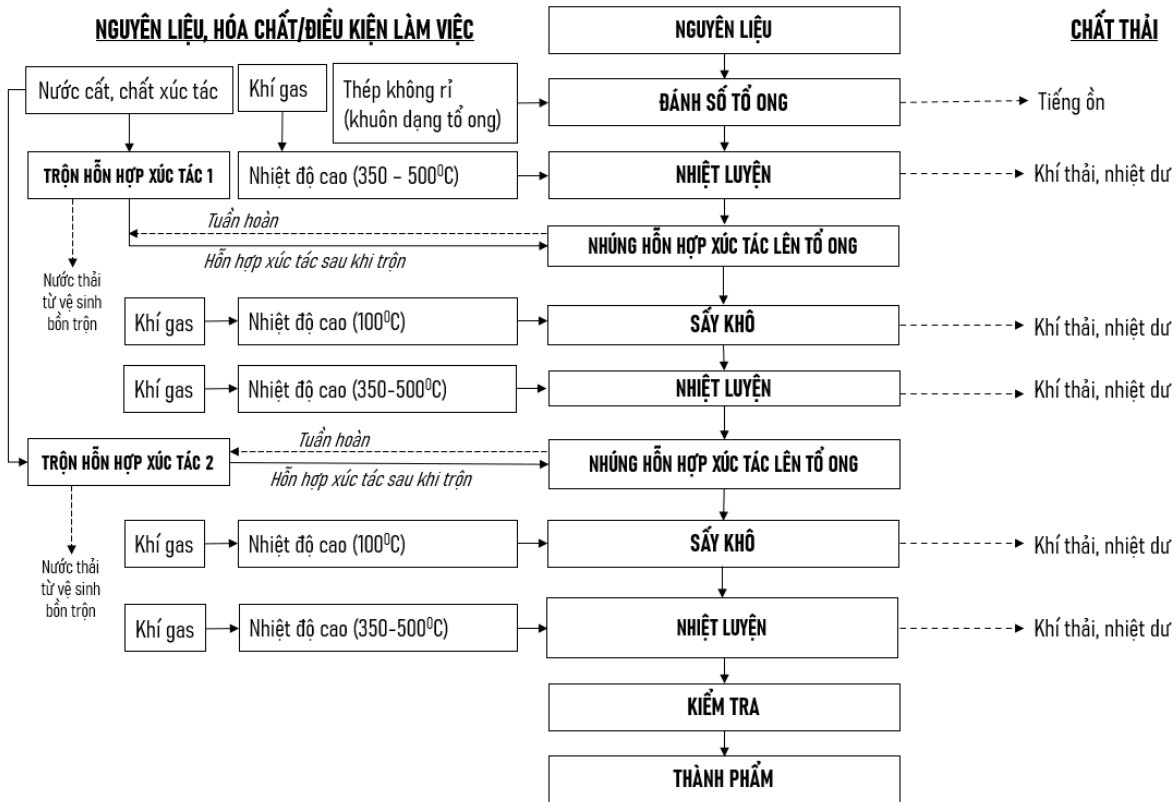 NGUYÊN LIỆU, HÓA CHẤT/ĐIỀU KIỆN LÀM VIỆC
NGUYÊN LIỆU
CHẤT THẢI
Nước cất, chất xúc tác
Khí gas
Thép không rỉ
(khuôn dạng tổ ong)
ĐÁNH SỐ TỔ ONG
Tiếng ồn
TRỘN HỖN HỢP XÚC TÁC 1
Nhiệt độ cao (350 – 500⁰C)
NHIỆT LUYỆN
Khí thải, nhiệt dư
Tuần hoàn
Hỗn hợp xúc tác sau khi trộn
NHÚNG HỖN HỢP XÚC TÁC LÊN TỔ ONG
Nước thải
từ vệ sinh
bồn trộn
Khí gas
Nhiệt độ cao (100⁰C)
SẤY KHÔ
Khí thải, nhiệt dư
Khí gas
Nhiệt độ cao (350-500⁰C)
NHIỆT LUYỆN
Khí thải, nhiệt dư
TRỘN HỖN HỢP XÚC TÁC 2
Tuần hoàn
Hỗn hợp xúc tác sau khi trộn
NHÚNG HỖN HỢP XÚC TÁC LÊN TỔ ONG
Nước thải
từ vệ sinh
bồn trộn
Khí gas
Nhiệt độ cao (100⁰C)
SẤY KHÔ
Khí thải, nhiệt dư
Khí gas
Nhiệt độ cao (350-500⁰C)
NHIỆT LUYỆN
Khí thải, nhiệt dư
KIỂM TRA
THÀNH PHẨM